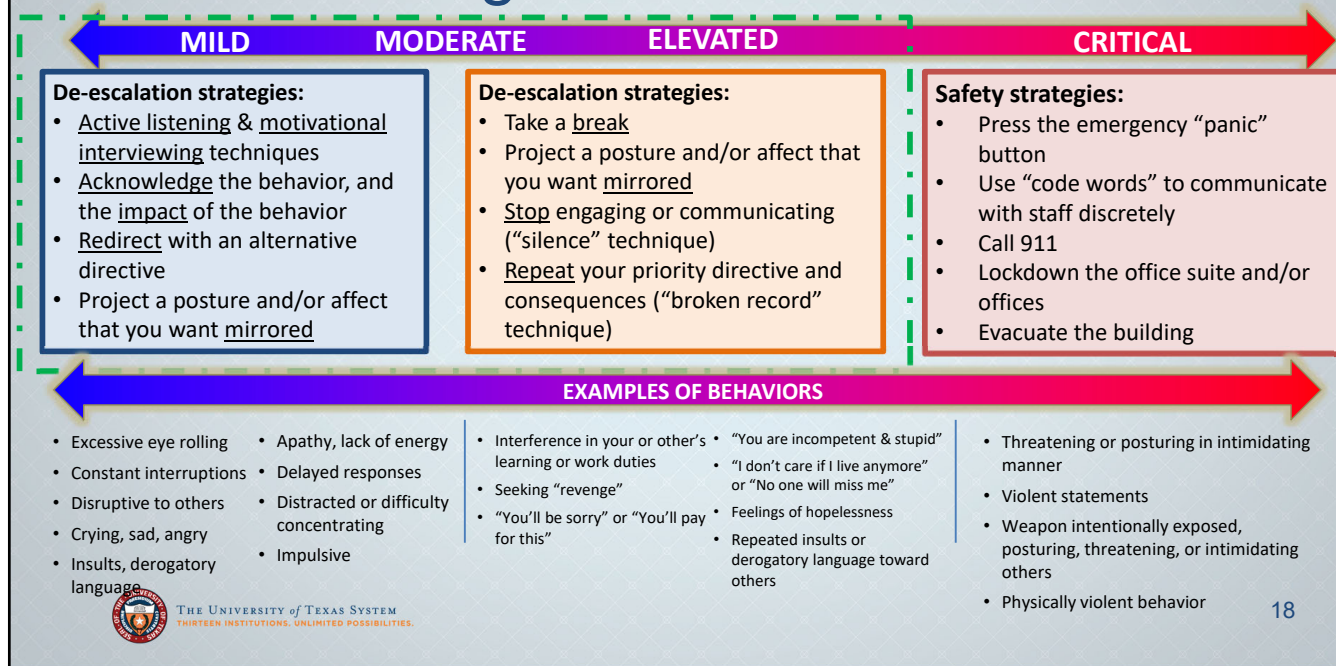 MILD MODERATE ELEVATED CRITICAL
De-escalation strategies:
• Active listening & motivational
interviewing techniques
• Acknowledge the behavior, and
the impact of the behavior
• Redirect with an alternative
directive
• Project a posture and/or affect
that you want mirrored
De-escalation strategies:
• Take a break
• Project a posture and/or affect that
you want mirrored
• Stop engaging or communicating
(“silence” technique)
• Repeat your priority directive and
consequences (“broken record”
technique)
Safety strategies:
• Press the emergency “panic”
button
• Use “code words” to communicate
with staff discretely
• Call 911
• Lockdown the office suite and/or
offices
• Evacuate the building
EXAMPLES OF BEHAVIORS
• Excessive eye rolling
• Constant interruptions
• Disruptive to others
• Crying, sad, angry
• Insults, derogatory
language
• Apathy, lack of energy
• Delayed responses
• Distracted or difficulty
concentrating
• Impulsive
• Interference in your or other’s
learning or work duties
• Seeking “revenge”
• “You’ll be sorry” or “You’ll pay
for this”
• “You are incompetent & stupid”
• “I don’t care if I live anymore”
or “No one will miss me”
• Feelings of hopelessness
• Repeated insults or
derogatory language toward
others
• Threatening or posturing in intimidating
manner
• Violent statements
• Weapon intentionally exposed,
posturing, threatening, or intimidating
others
• Physically violent behavior
THE UNIVERSITY of TEXAS SYSTEM
THIRTEEN INSTITUTIONS. UNLIMITED POSSIBILITIES.
18